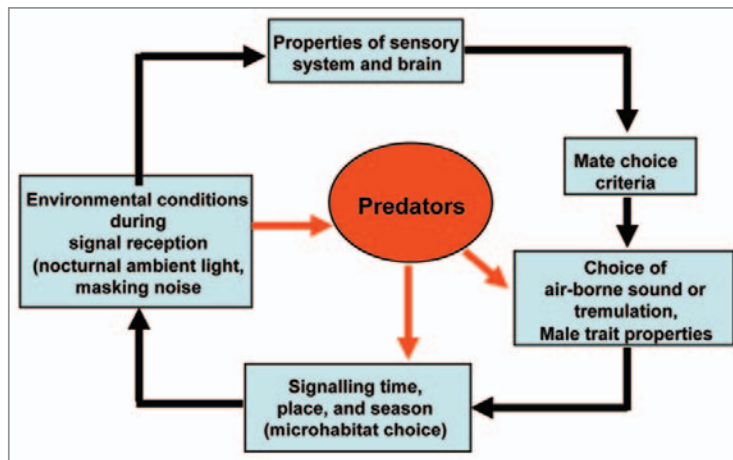 Properties of sensory
system and brain
Mate choice
criteria
Environmental conditions
during
signal reception
(nocturnal ambient light,
masking noise
Predators
Choice of
air-borne sound or
tremulation,
Male trait properties
Signalling time,
place, and season
(microhabitat choice)